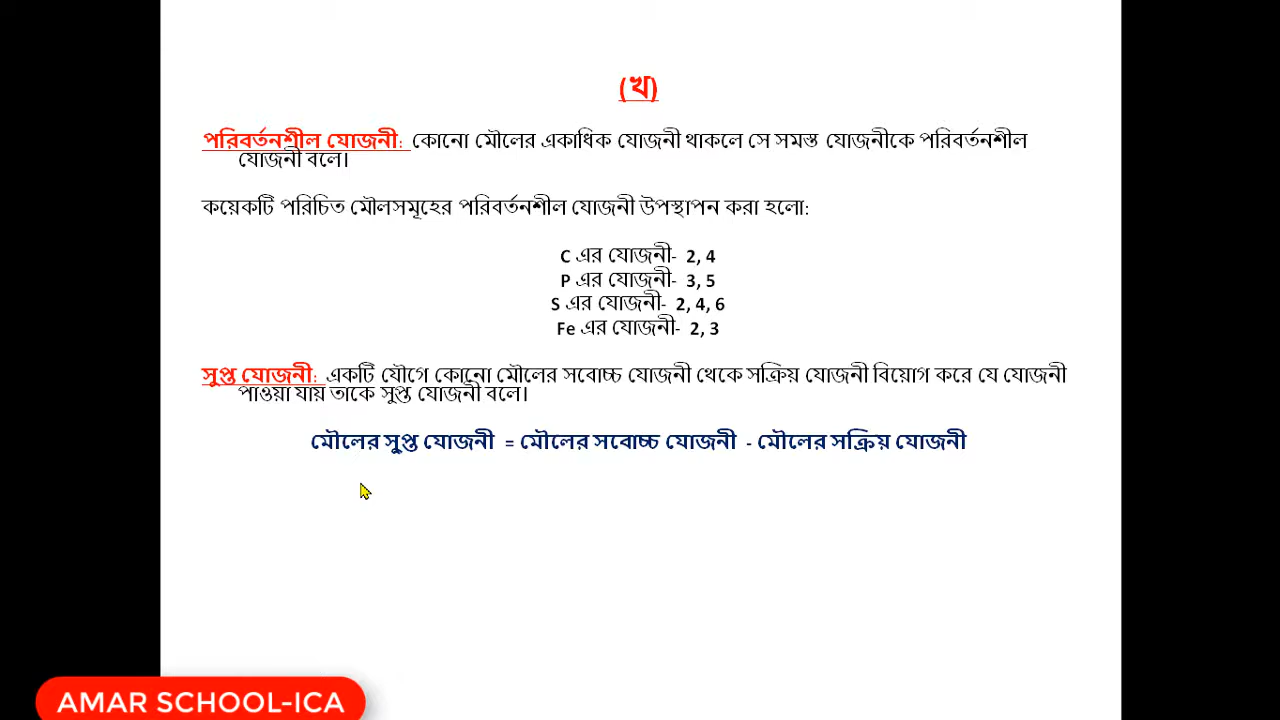 (খ)
পরিবর্তনশীল যোজনী: কোনো মৌলের একাধিক যোজনী থাকলে সে সমস্ত যোজনীকে পরিবর্তনশীল
যোজনী বলে।
কয়েকটি পরিচিত মৌলসমূহের পরিবর্তনশীল যোজনী উপস্থাপন করা হলো:
C এর যোজনী- 2, 4
P এর যোজনী- 3, 5
S এর যোজনী- 2, 4, 6
Fe এর যোজনী- 2, 3
সুপ্ত যোজনী: একটি যৌগে কোনো মৌলের সবোচ্চ যোজনী থেকে সক্রিয় যোজনী বিয়োগ করে যে যোজনী
পাওয়া যায় তাকে সুপ্ত যোজনী বলে।
মৌলের সুপ্ত যোজনী = মৌলের সবোচ্চ যোজনী - মৌলের সক্রিয় যোজনী
AMAR SCHOOL-ICA